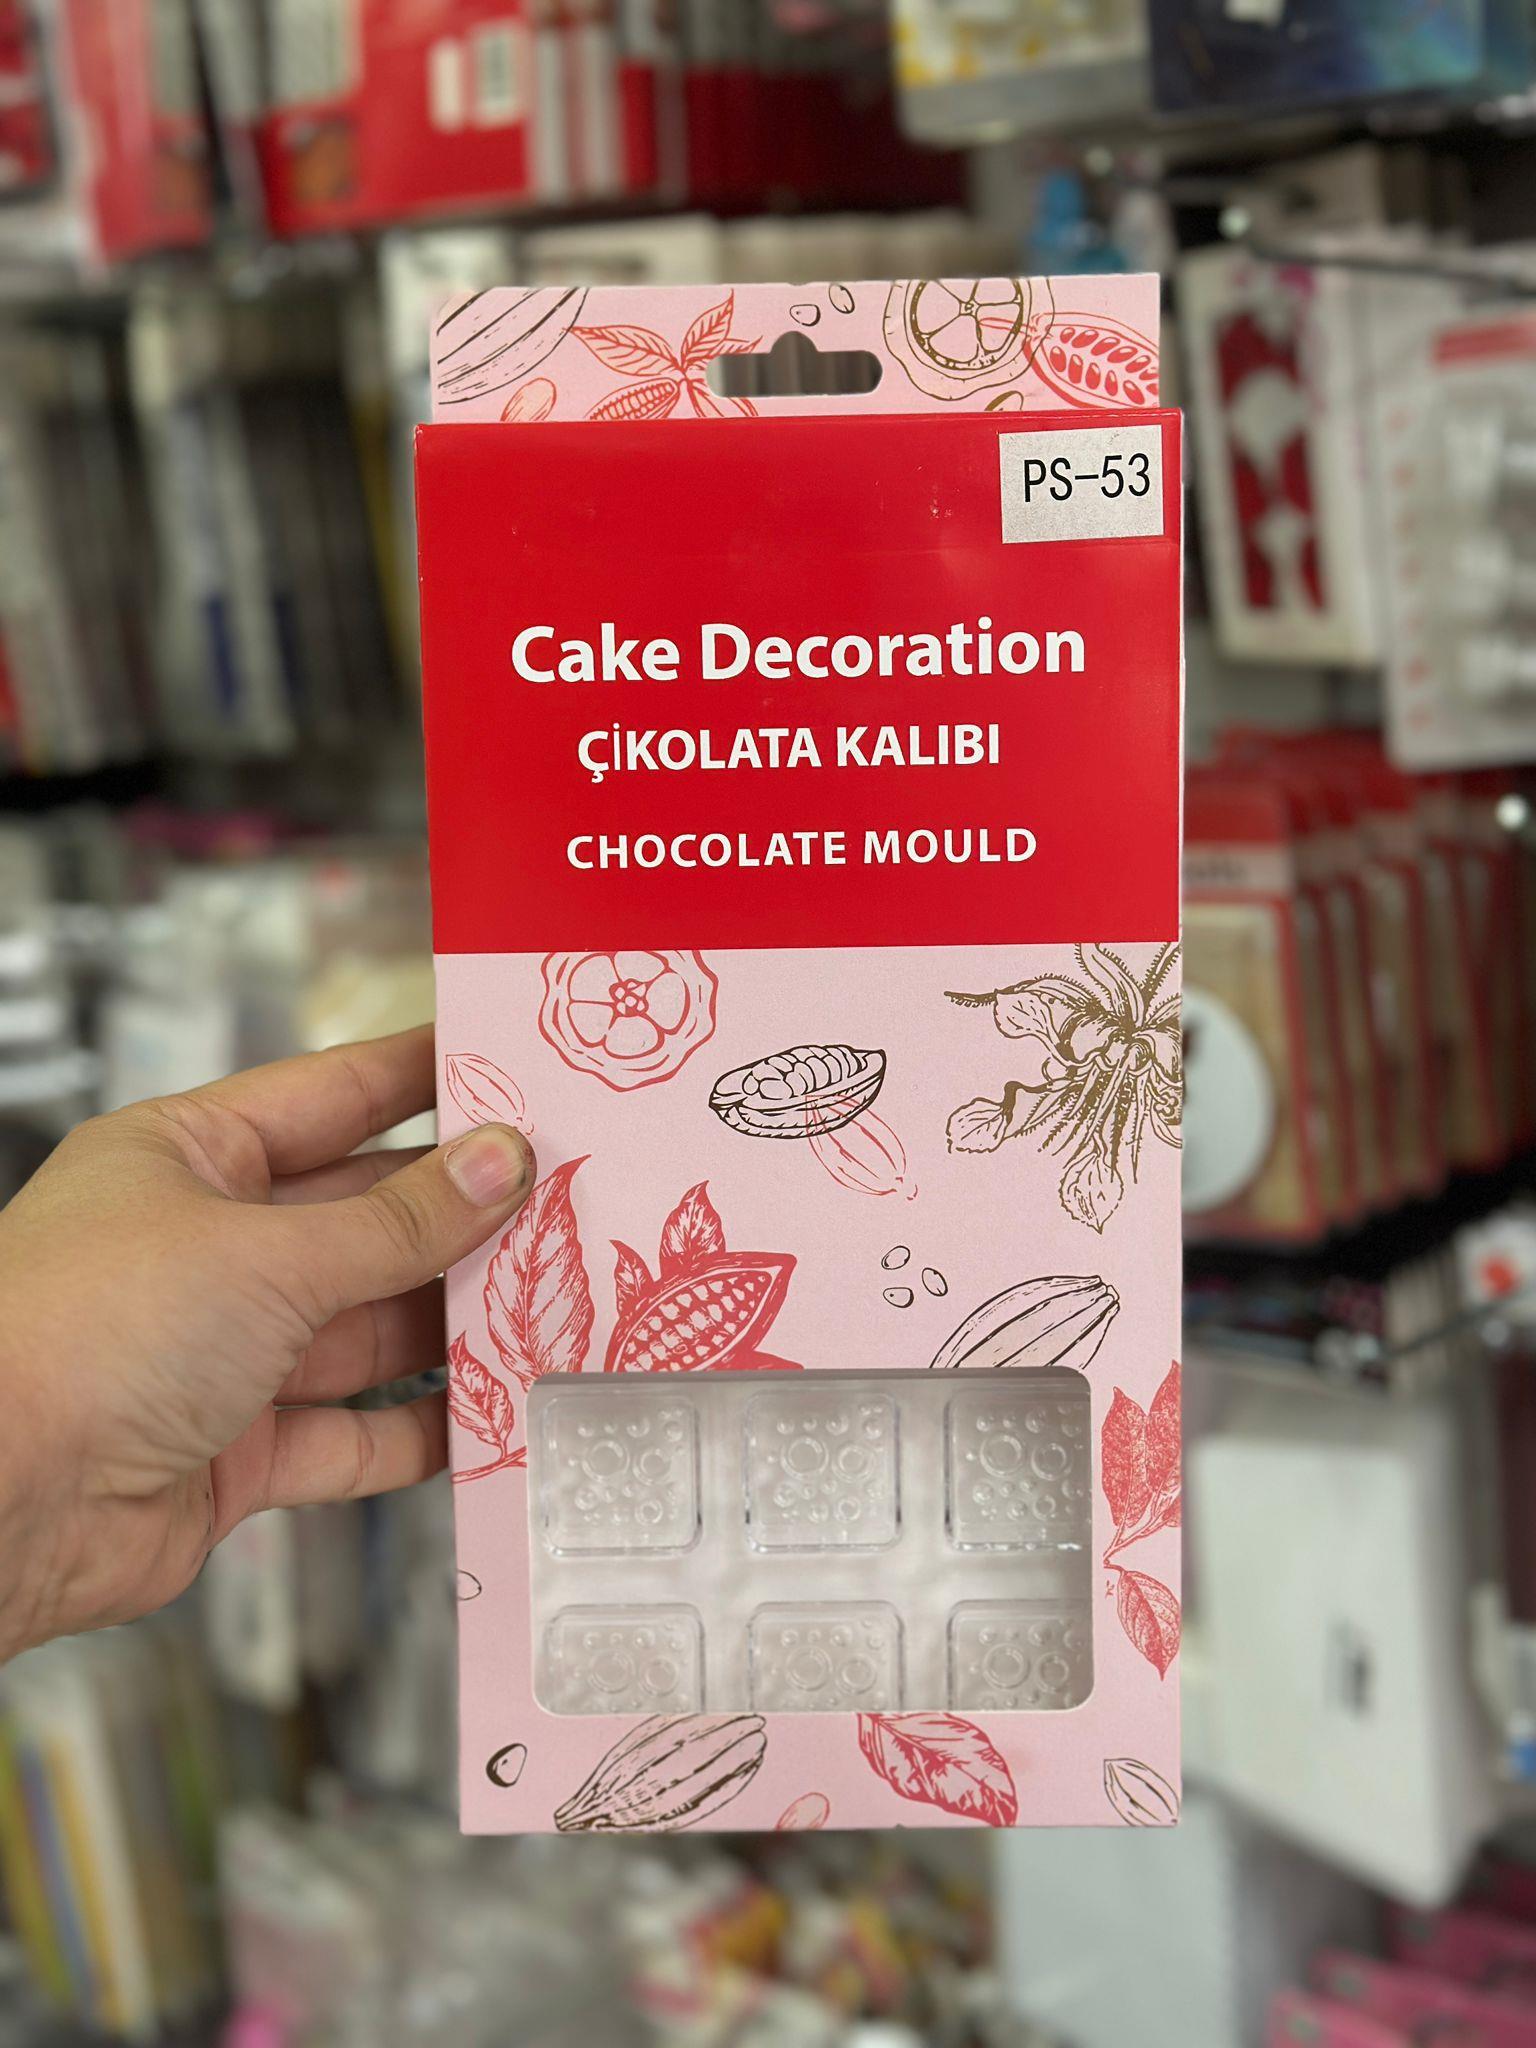 PS-53
Cake Decoration
ÇİKOLATA KALIBI
CHOCOLATE MOULD